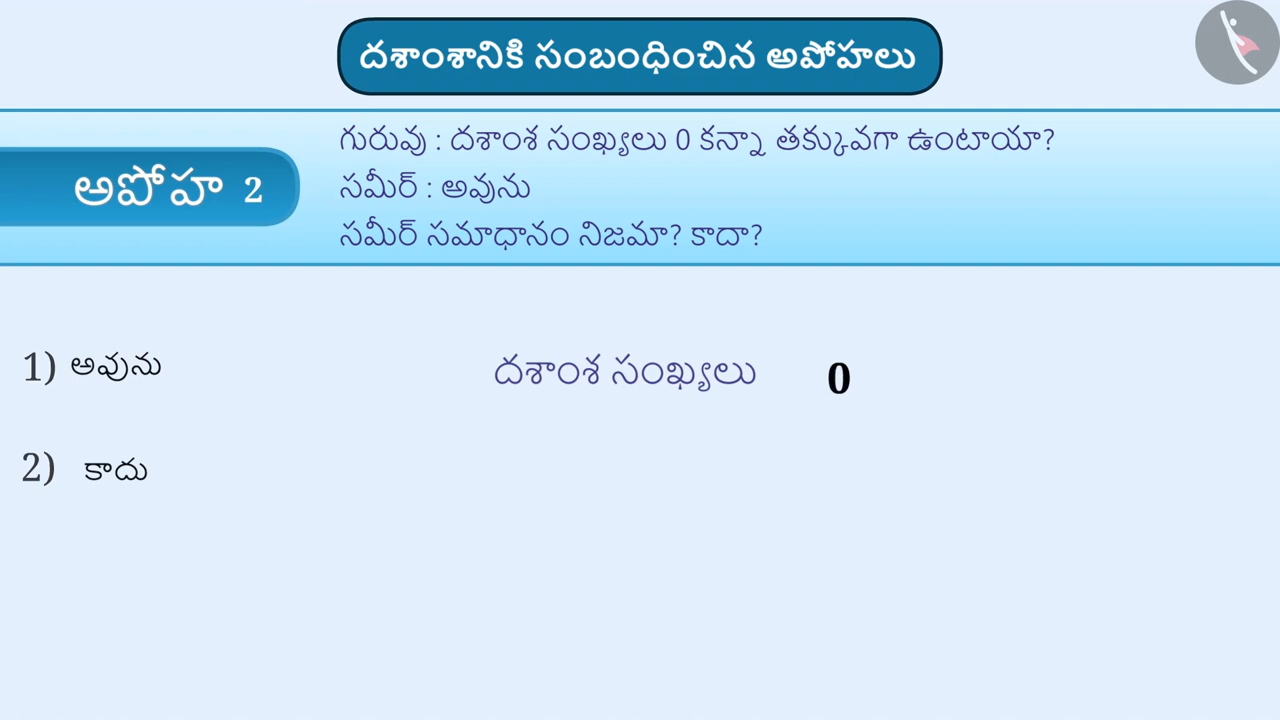 దశాంశానికి సంబంధించిన అపోహలు
అపోహ 2
గురువు : దశాంశ సంఖ్యలు 0 కన్నా తక్కువగా ఉంటాయా?
సమీర్ : అవును
సమీర్ సమాధానం నిజమా? కాదా?
1) అవును
దశాంశ సంఖ్యలు 0
2) కాదు